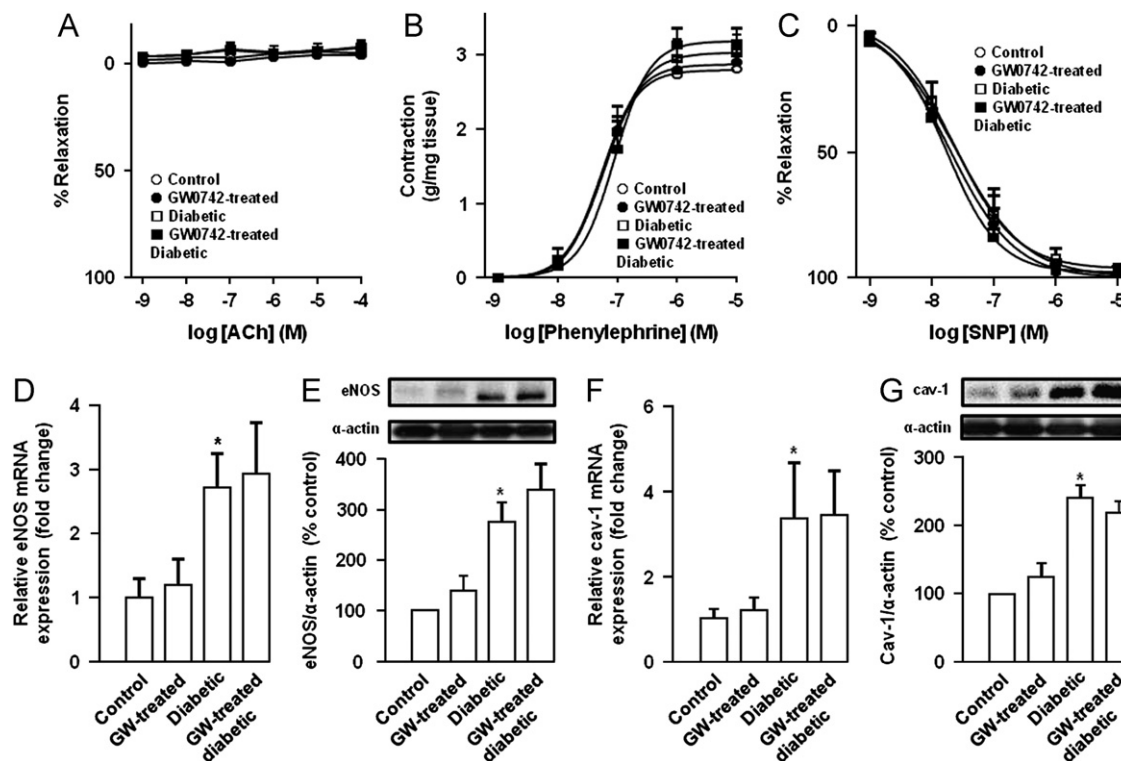 A
% Relaxation
0
50
100
-9 -8 -7 -6 -5 -4
log [ACh] (M)
Control
GW0742-treated
Diabetic
GW0742-treated
Diabetic
B
Contraction
(g/mg tissue)
3
2
1
0
-9 -8 -7 -6 -5
log [Phenylephrine] (M)
Control
GW0742-treated
Diabetic
GW0742-treated
Diabetic
C
% Relaxation
0
50
100
-9 -8 -7 -6 -5
log [SNP] (M)
Control
GW0742-treated
Diabetic
GW0742-treated
Diabetic
D
Relative eNOS mRNA
expression (fold change)
4
3
2
1
0
*
Control
GW-treated
Diabetic
GW-treated
diabetic
E
eNOS
α-actin
eNOS/α-actin (% control)
400
300
200
100
0
*
Control
GW-treated
Diabetic
GW-treated
diabetic
F
Relative cav-1 mRNA
expression (fold change)
6
4
2
0
*
Control
GW-treated
Diabetic
GW-treated
diabetic
G
cav-1
α-actin
Cav-1/α-actin (% control)
300
200
100
0
*
Control
GW-treated
Diabetic
GW-treated
diabetic